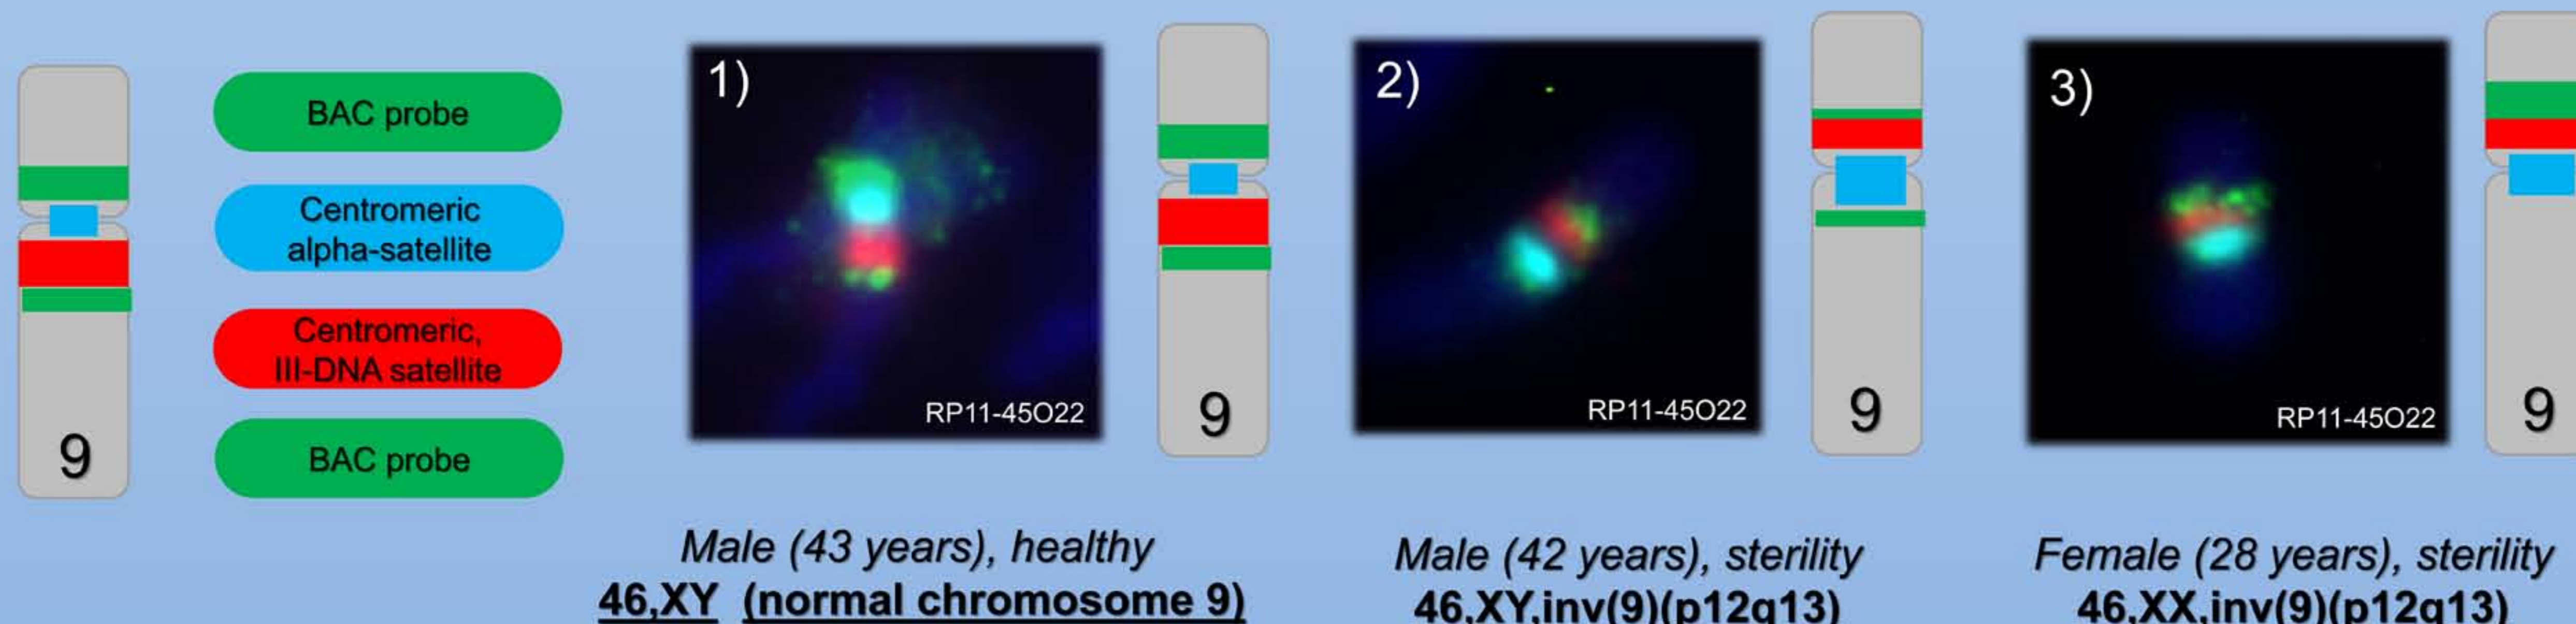 9
BAC probe
Centromeric
alpha-satellite
Centromeric,
III-DNA satellite
BAC probe
1)
RP11-45O22
9
Male (43 years), healthy
46,XY (normal chromosome 9)
2)
RP11-45O22
9
Male (42 years), sterility
46,XY,inv(9)(p12q13)
3)
RP11-45O22
9
Female (28 years), sterility
46,XX,inv(9)(p12q13)